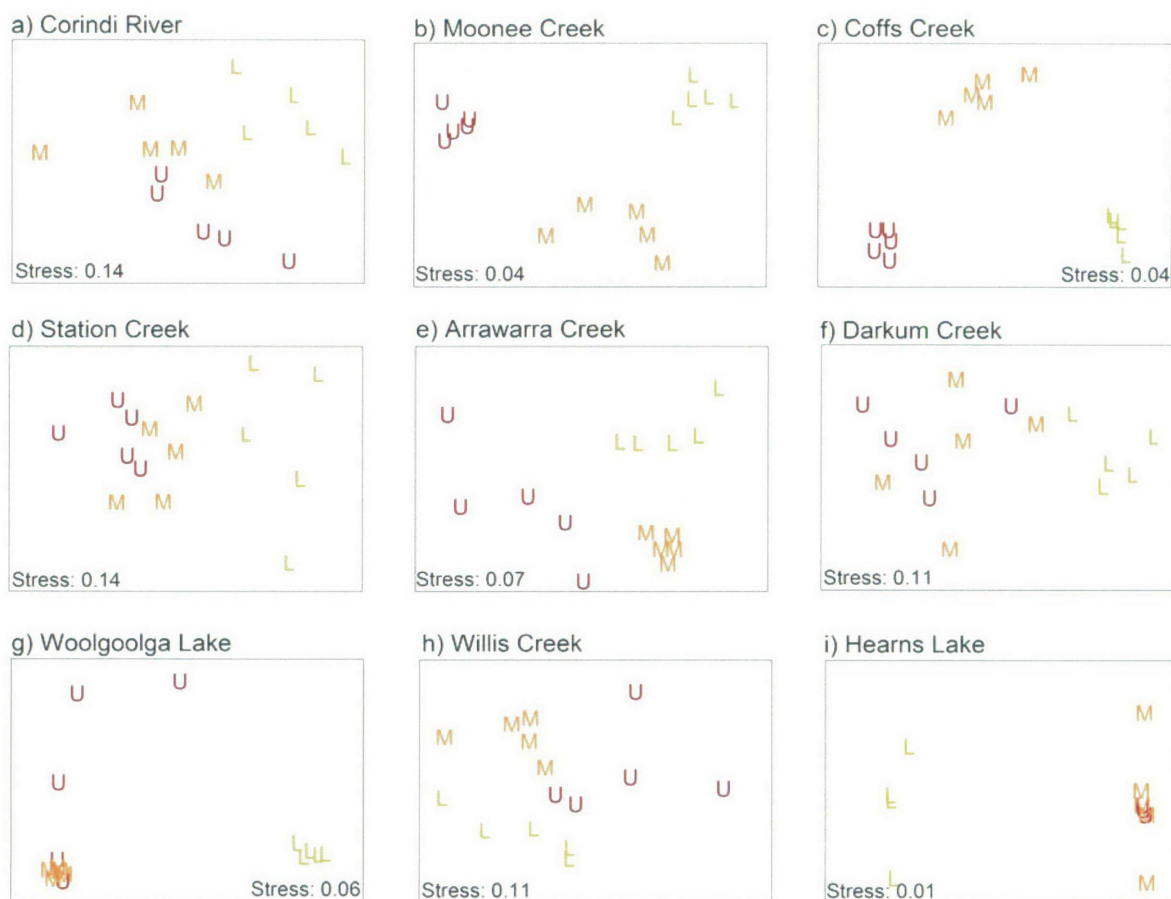 a) Corindi River
L
L
M
L L
M M M L
U
M
U
U U
U
Stress: 0.14
b) Moonee Creek
L
U L L L
U L
U U
U
M
M
M M
M
Stress: 0.04
c) Coffs Creek
M
M
M
M
M
L
L
U U L
U L
U L
U
Stress: 0.04
d) Station Creek
L
L
U M
U
U M L
U M
U
L
M M
L
Stress: 0.14
e) Arrawarra Creek
L
U
L L L L
U
U
U
M M
M M
M
U
Stress: 0.07
f) Darkum Creek
M
U U
L
M
U M L
U L
L
M L
U
M
Stress: 0.11
g) Woolgoolga Lake
U
U
U
L
U L L L L
M M M M
M
U
Stress: 0.06
h) Willis Creek
U
M M
M M
M
U
U U
L U
L L
L
L
Stress: 0.11
i) Hearns Lake
M
L
L M
L U
U M
L M
Stress: 0.01